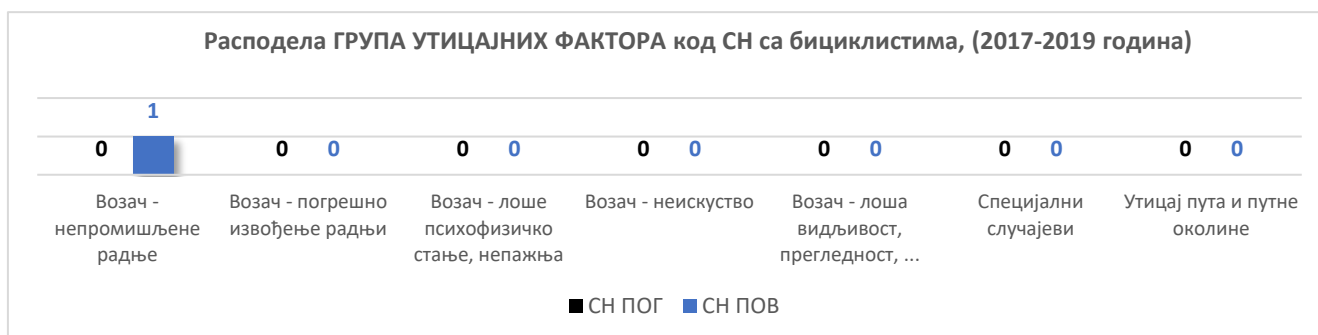 Расподела ГРУПА УТИЦАЈНИХ ФАКТОРА код СН са бициклистима, (2017-2019 година)
1
0
0 0
0 0
0 0
0 0
0 0
0 0
Возач -
непромишљене
радње
Возач - погрешно
извођење радњи
Возач - лоше
психофизичко
стање, непажња
Возач - неискуство
Возач - лоша
видљивост,
прегледност, ...
Специјални
случајеви
Утицај пута и путне
околине
СН ПОГ СН ПОВ